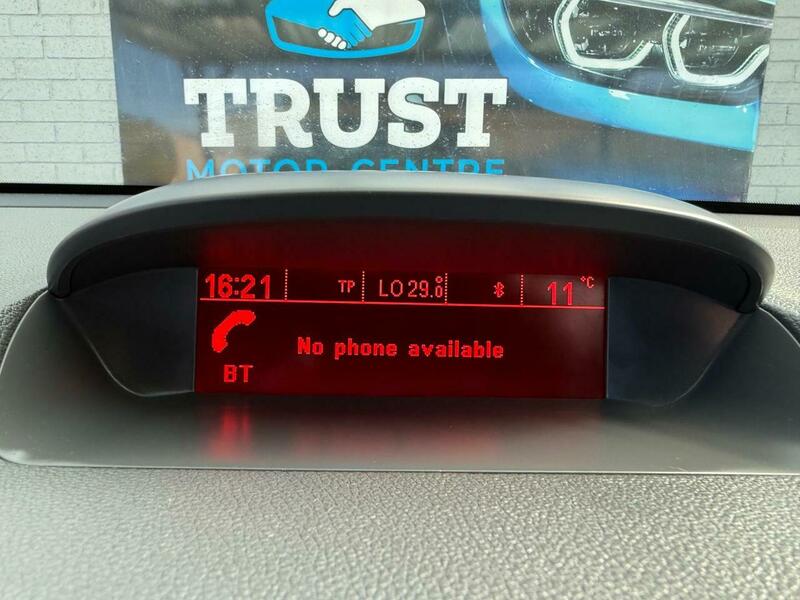 TRUST
MOTOR CENTRE
16:21 TP LO 29.0° 11 °C
No phone available
BT